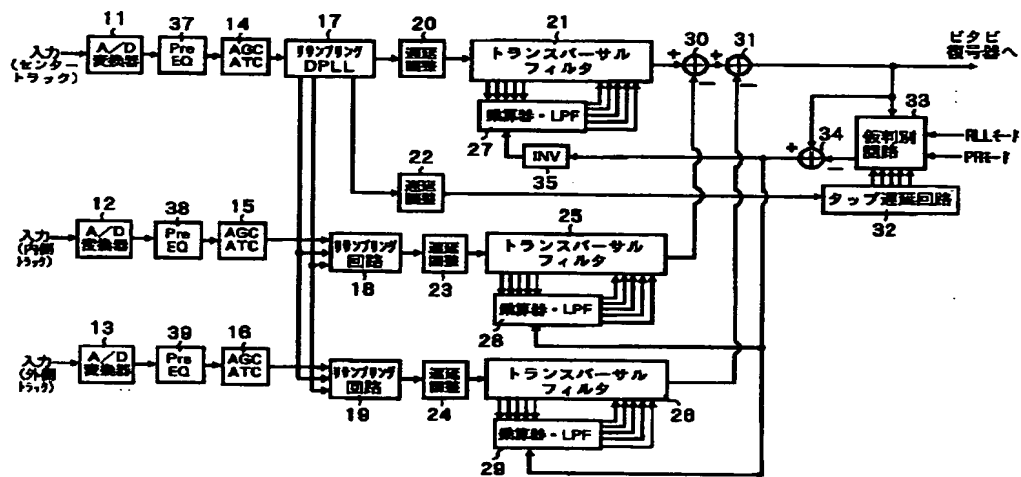 11
37
14
17
20
21
30
31
入力
(センター
トラック)
A/D
変換器
Pre
EQ
AGC
ATC
リサンプリング
DPLL
遅延
調整
トランスバーサル
フィルタ
+
−
+
−
ビタビ
復号器へ
乗算器・LPF
27
INV
35
+
−
34
33
仮判別
回路
RLLモード
PRモード
22
遅延
調整
タップ遅延回路
32
12
38
15
25
入力
(内側
トラック)
A/D
変換器
Pre
EQ
AGC
ATC
リサンプリング
回路
18
遅延
調整
23
トランスバーサル
フィルタ
乗算器・LPF
28
13
39
16
入力
(外側
トラック)
A/D
変換器
Pre
EQ
AGC
ATC
リサンプリング
回路
19
遅延
調整
24
トランスバーサル
フィルタ
26
乗算器・LPF
29